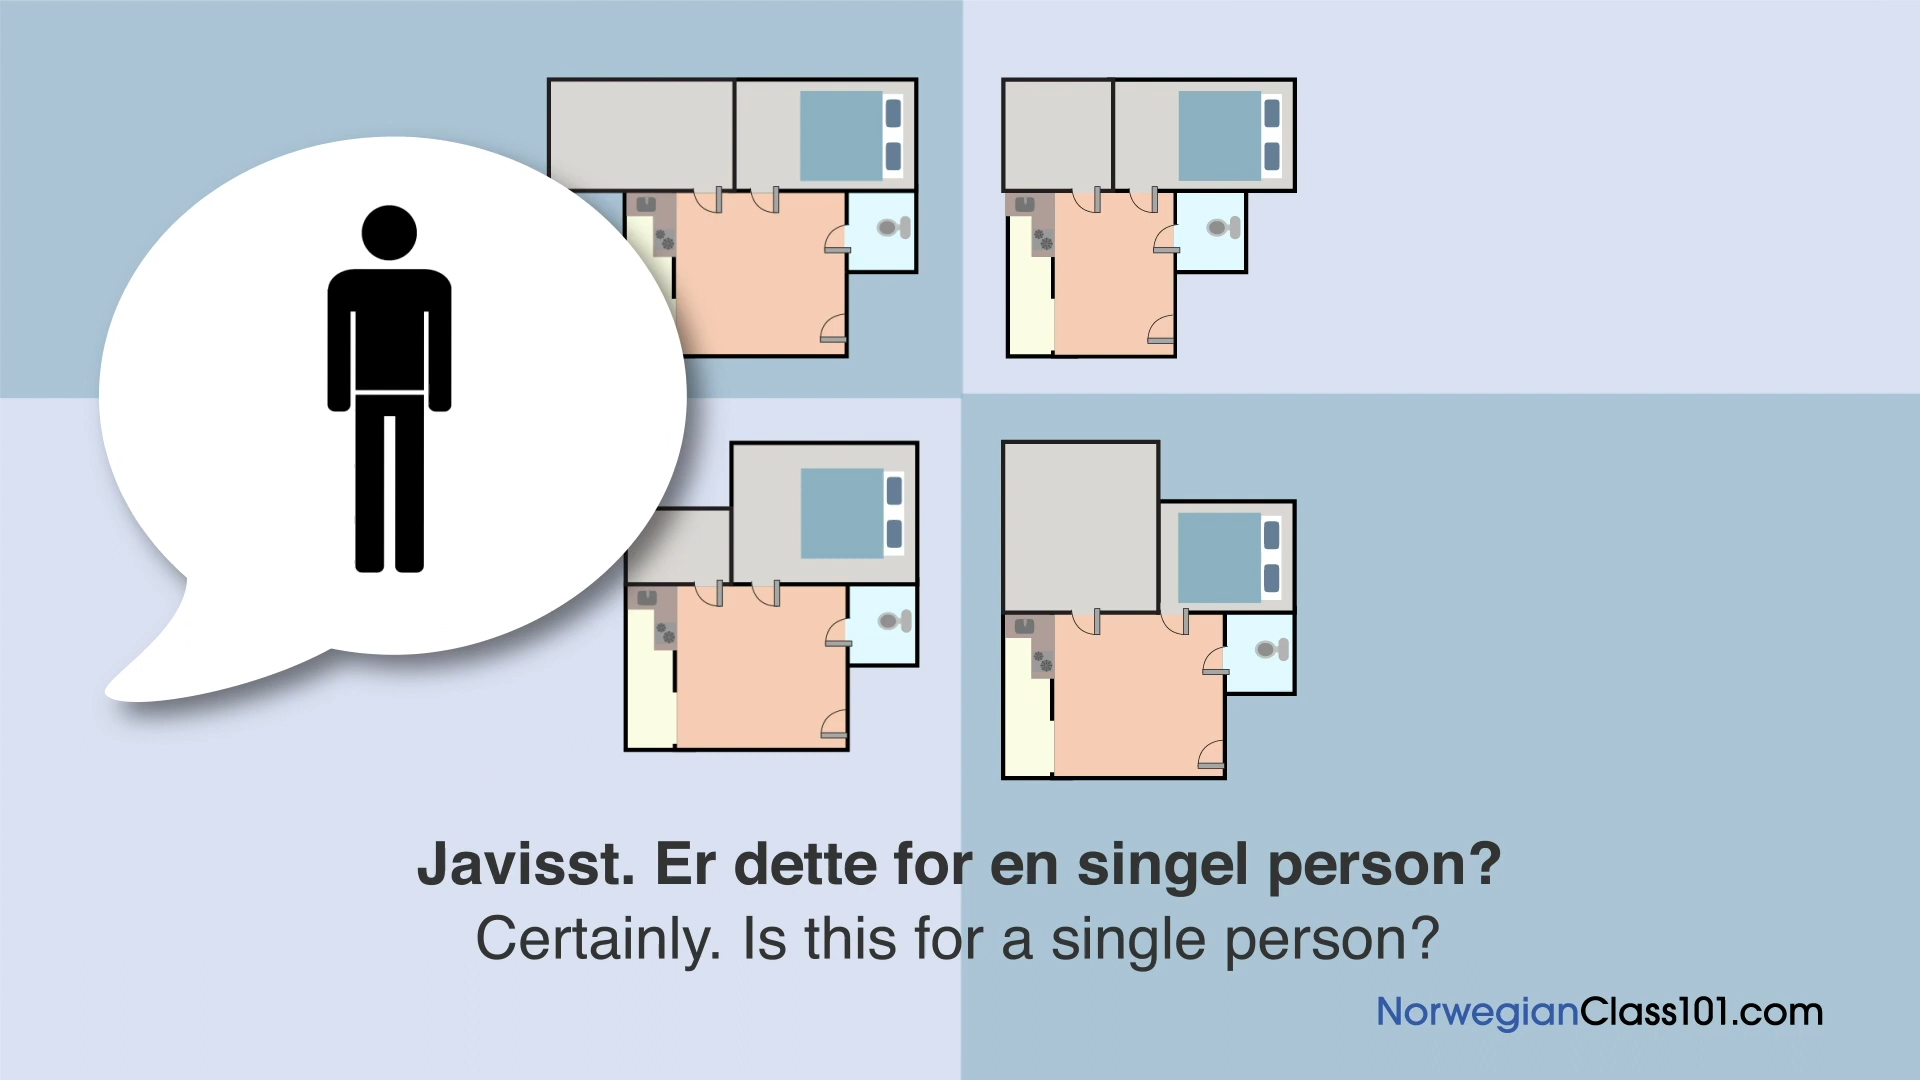 Javisst. Er dette for en singel person?
Certainly. Is this for a single person?
NorwegianClass101.com